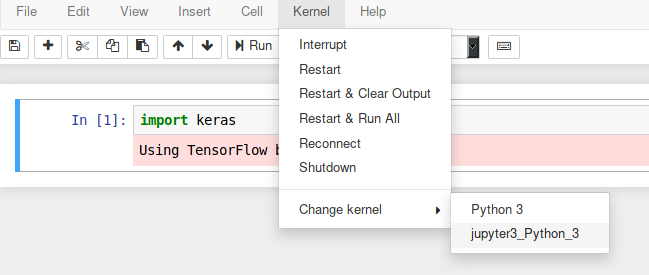 File Edit View Insert Cell Kernel Help
Run
Interrupt
Restart
Restart & Clear Output
Restart & Run All
Reconnect
Shutdown
Change kernel
Python 3
jupyter3_Python_3
In [1]: import keras
Using TensorFlow b